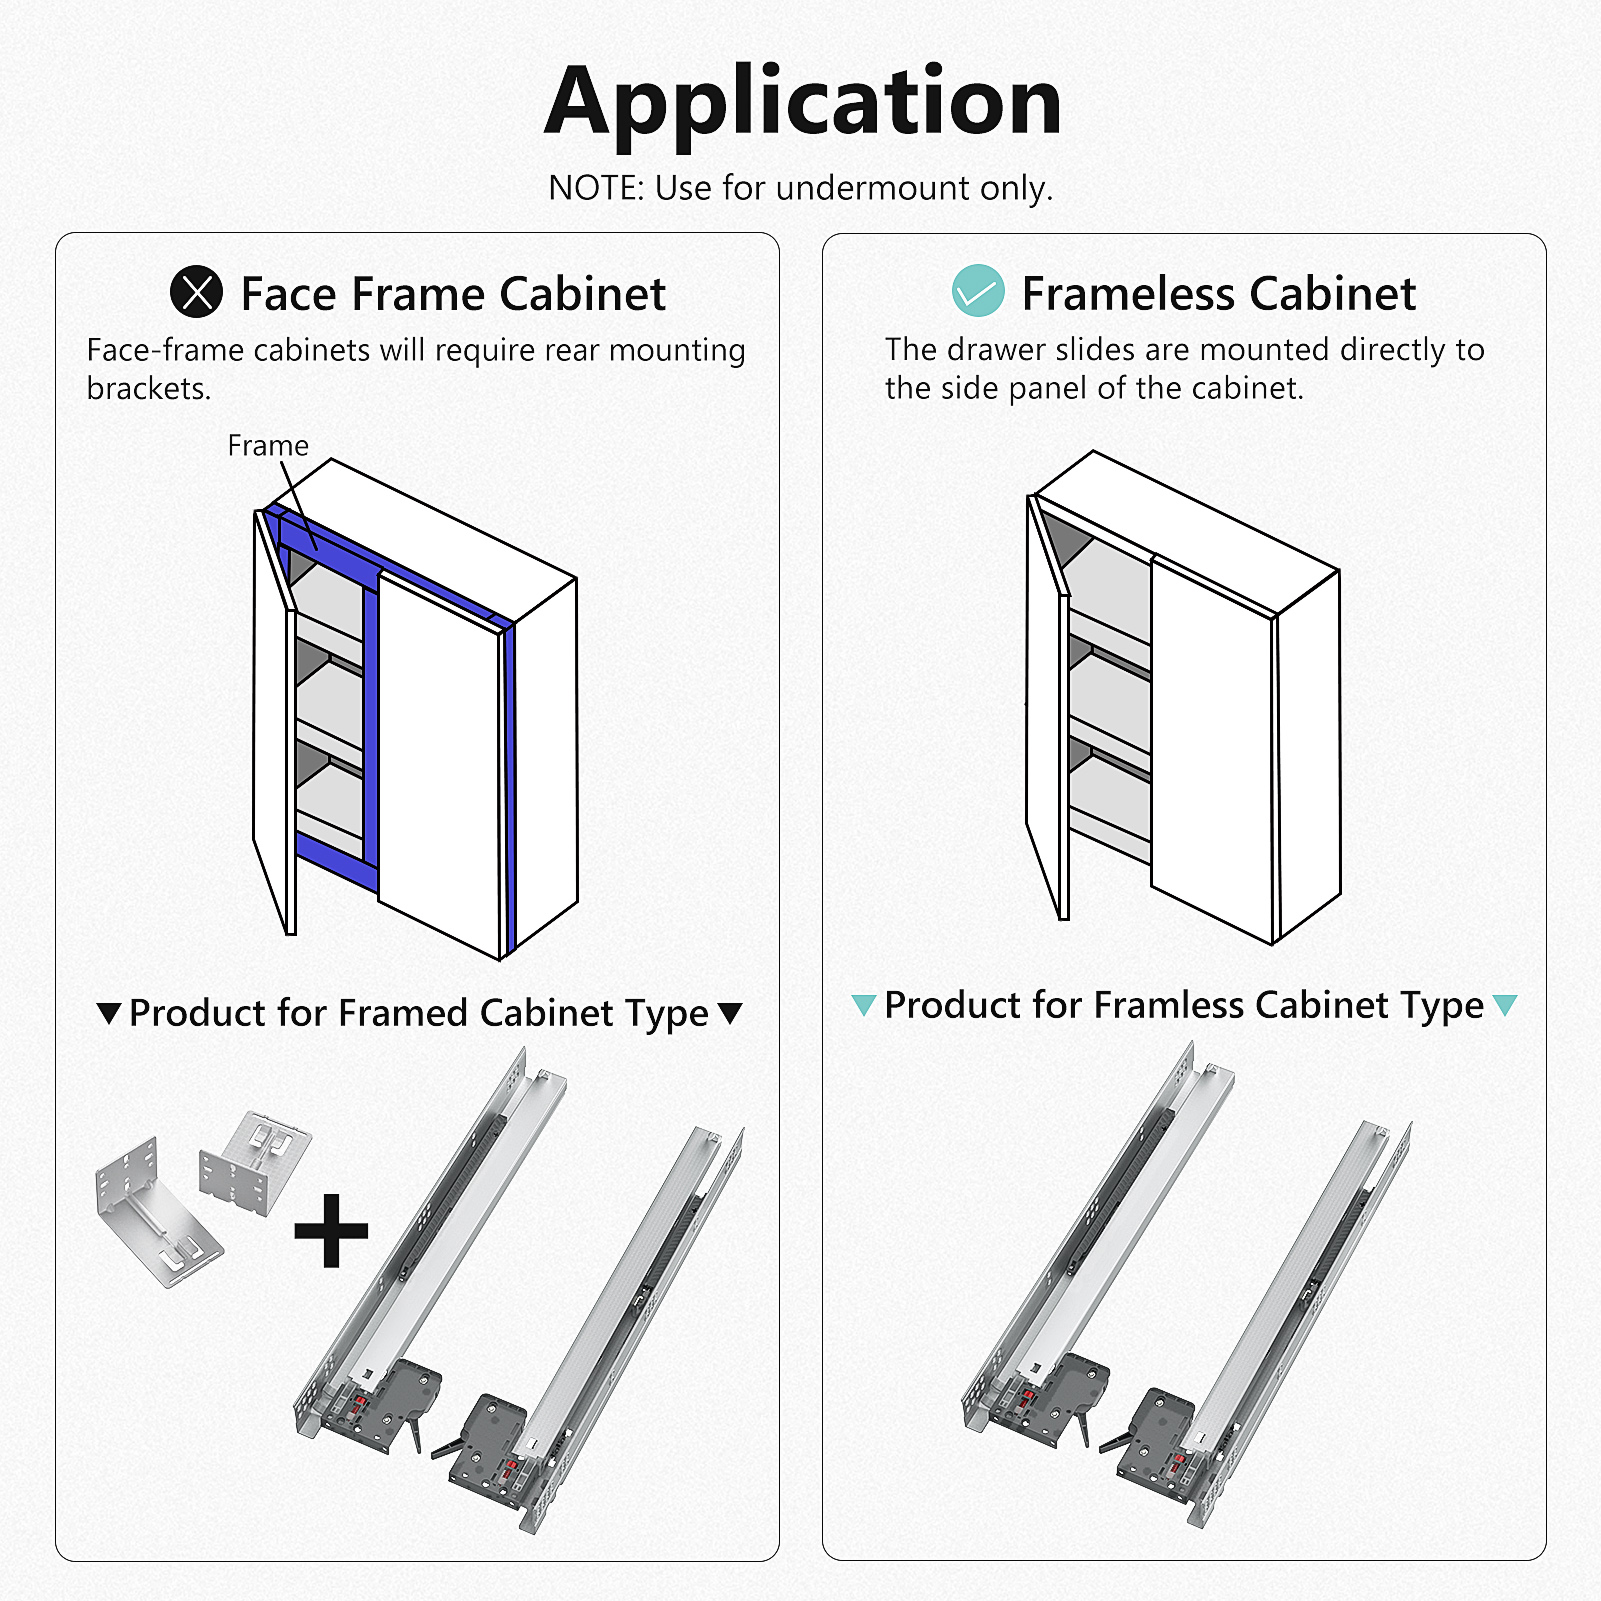 Application
NOTE: Use for undermount only.
Face Frame Cabinet
Face-frame cabinets will require rear mounting
brackets.
Frame
Product for Framed Cabinet Type
Frameless Cabinet
The drawer slides are mounted directly to
the side panel of the cabinet.
Product for Framless Cabinet Type